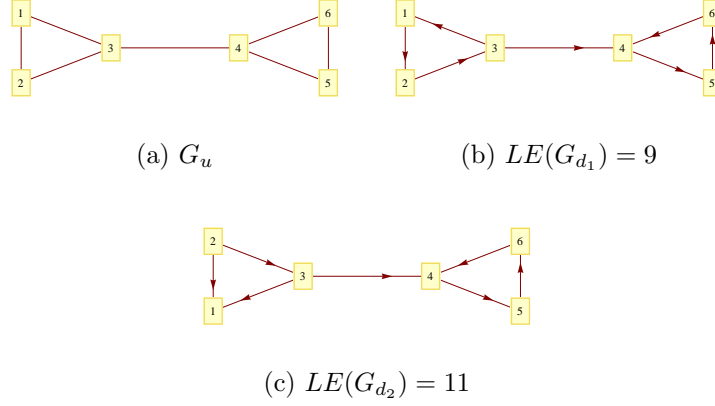 1 6 1 6
3 4 3 4
2 5 2 5
(a) $G_u$ (b) $LE(G_{d_1}) = 9$
2 6
3 4
1 5
(c) $LE(G_{d_2}) = 11$